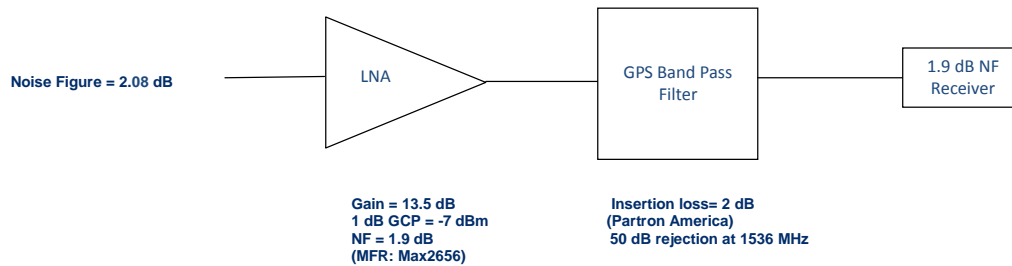 Noise Figure = 2.08 dB
LNA
GPS Band Pass
Filter
1.9 dB NF
Receiver
Gain = 13.5 dB
1 dB GCP = -7 dBm
NF = 1.9 dB
(MFR: Max2656)
Insertion loss= 2 dB
(Partron America)
50 dB rejection at 1536 MHz